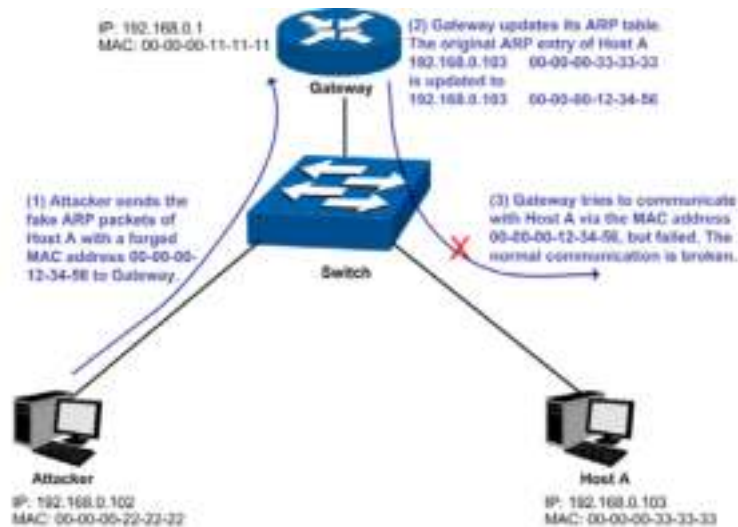 IP: 192.168.0.1
MAC: 00-00-00-11-11-11
Gateway
(2) Gateway updates its ARP table.
The original ARP entry of Host A
192.168.0.103 00-00-00-33-33-33
is updated to
192.168.0.103 00-00-00-12-34-56
(1) Attacker sends the
fake ARP packets of
Host A with a forged
MAC address 00-00-00-
12-34-56 to Gateway.
Switch
(3) Gateway tries to communicate
with Host A via the MAC address
00-00-00-12-34-56, but failed. The
normal communication is broken.
X
Attacker
IP: 192.168.0.102
MAC: 00-00-00-22-22-22
Host A
IP: 192.168.0.103
MAC: 00-00-00-33-33-33